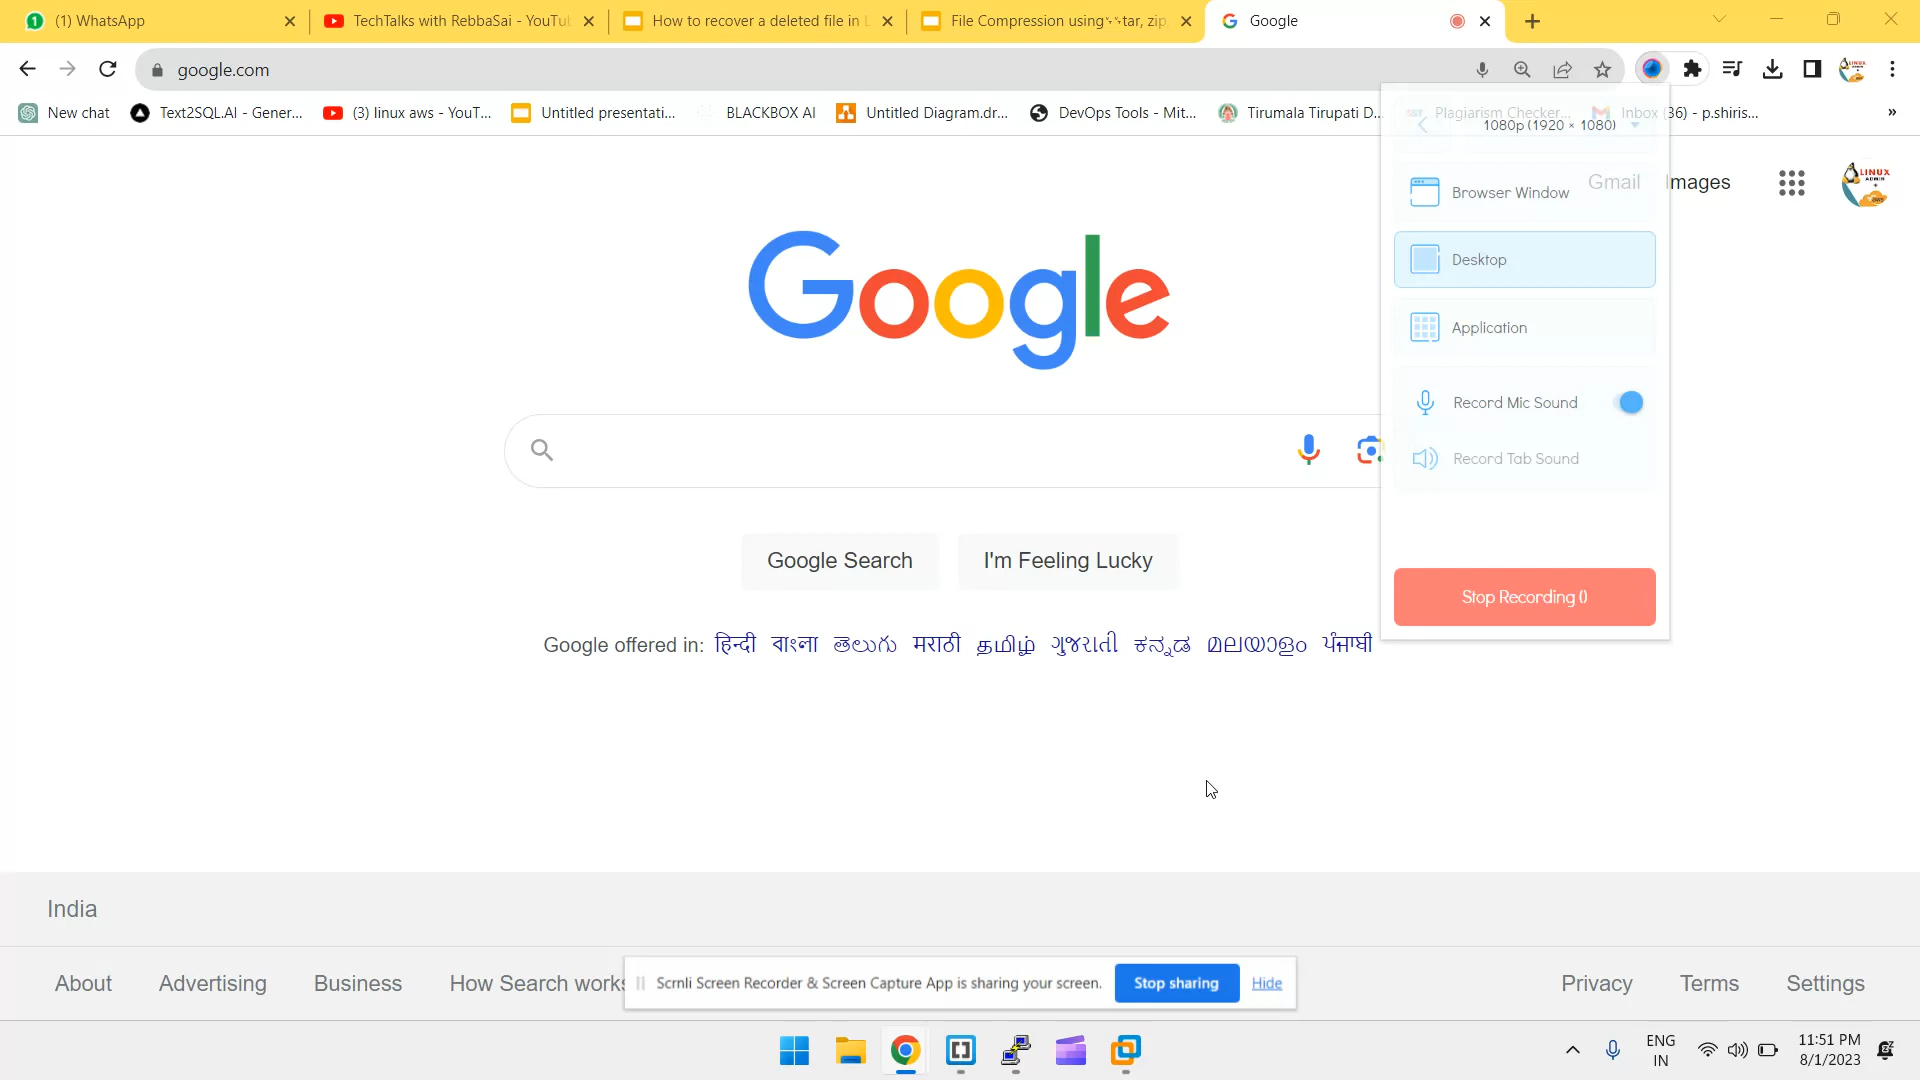 (1) WhatsApp
TechTalks with RebbaSai - YouTu
How to recover a deleted file in L
File Compression using tar, zip,
Google
google.com
New chat
Text2SQL.AI - Gener...
(3) linux aws - YouT...
Untitled presentati...
BLACKBOX AI
Untitled Diagram.dr...
DevOps Tools - Mit...
Tirumala Tirupati D...
Plagiarism Checker...
Inbox (36) - p.shiris...
»
1080p (1920 × 1080)
Browser Window
Gmail
Images
LINUX
ADMIN
Desktop
Google
Application
Record Mic Sound
Record Tab Sound
Google Search
I'm Feeling Lucky
Stop Recording ()
Google offered in: हिन्दी বাংলা తెలుగు मराठी தமிழ் ગુજરાતી ಕನ್ನಡ മലയാളം ਪੰਜਾਬੀ
India
About
Advertising
Business
How Search works
Scrnli Screen Recorder & Screen Capture App is sharing your screen.
Stop sharing
Hide
Privacy
Terms
Settings
ENG
IN
11:51 PM
8/1/2023